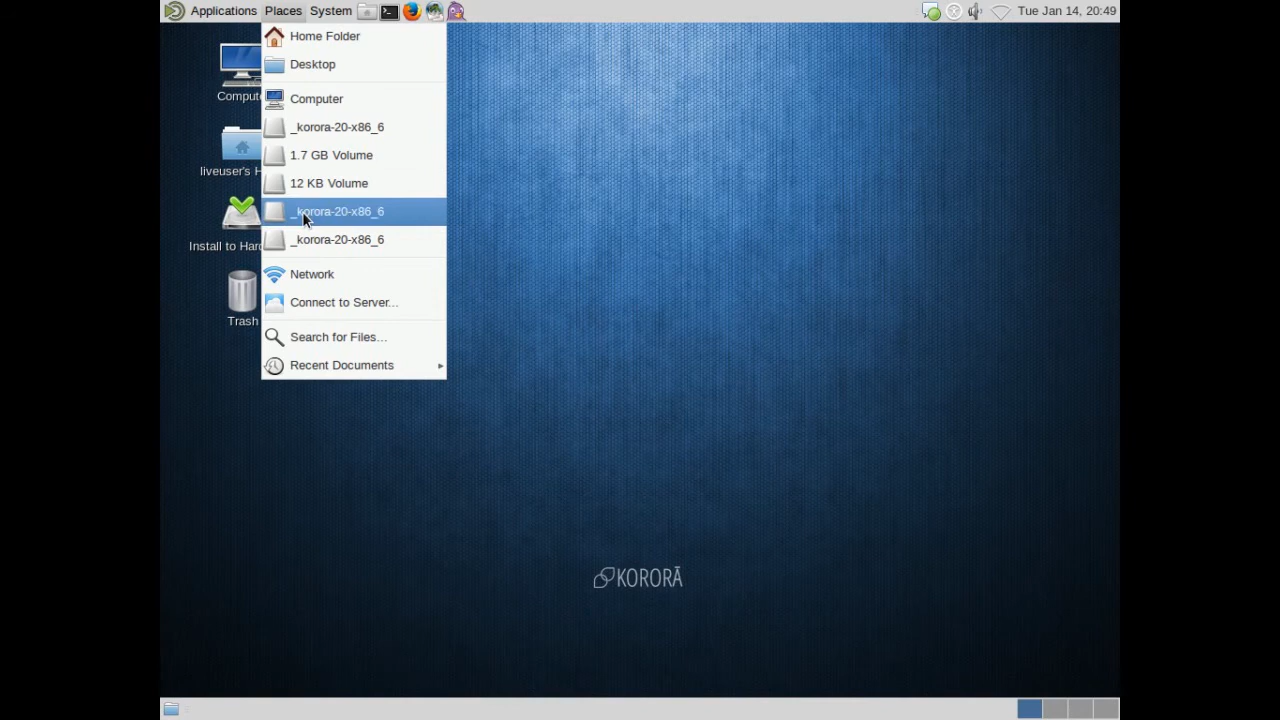 Applications Places System
Tue Jan 14, 20:49
Home Folder
Desktop
Computer
_korora-20-x86_6
1.7 GB Volume
12 KB Volume
_korora-20-x86_6
_korora-20-x86_6
Network
Connect to Server...
Search for Files...
Recent Documents
Compute
liveuser's H
Install to Hard
Trash
KORORĀ